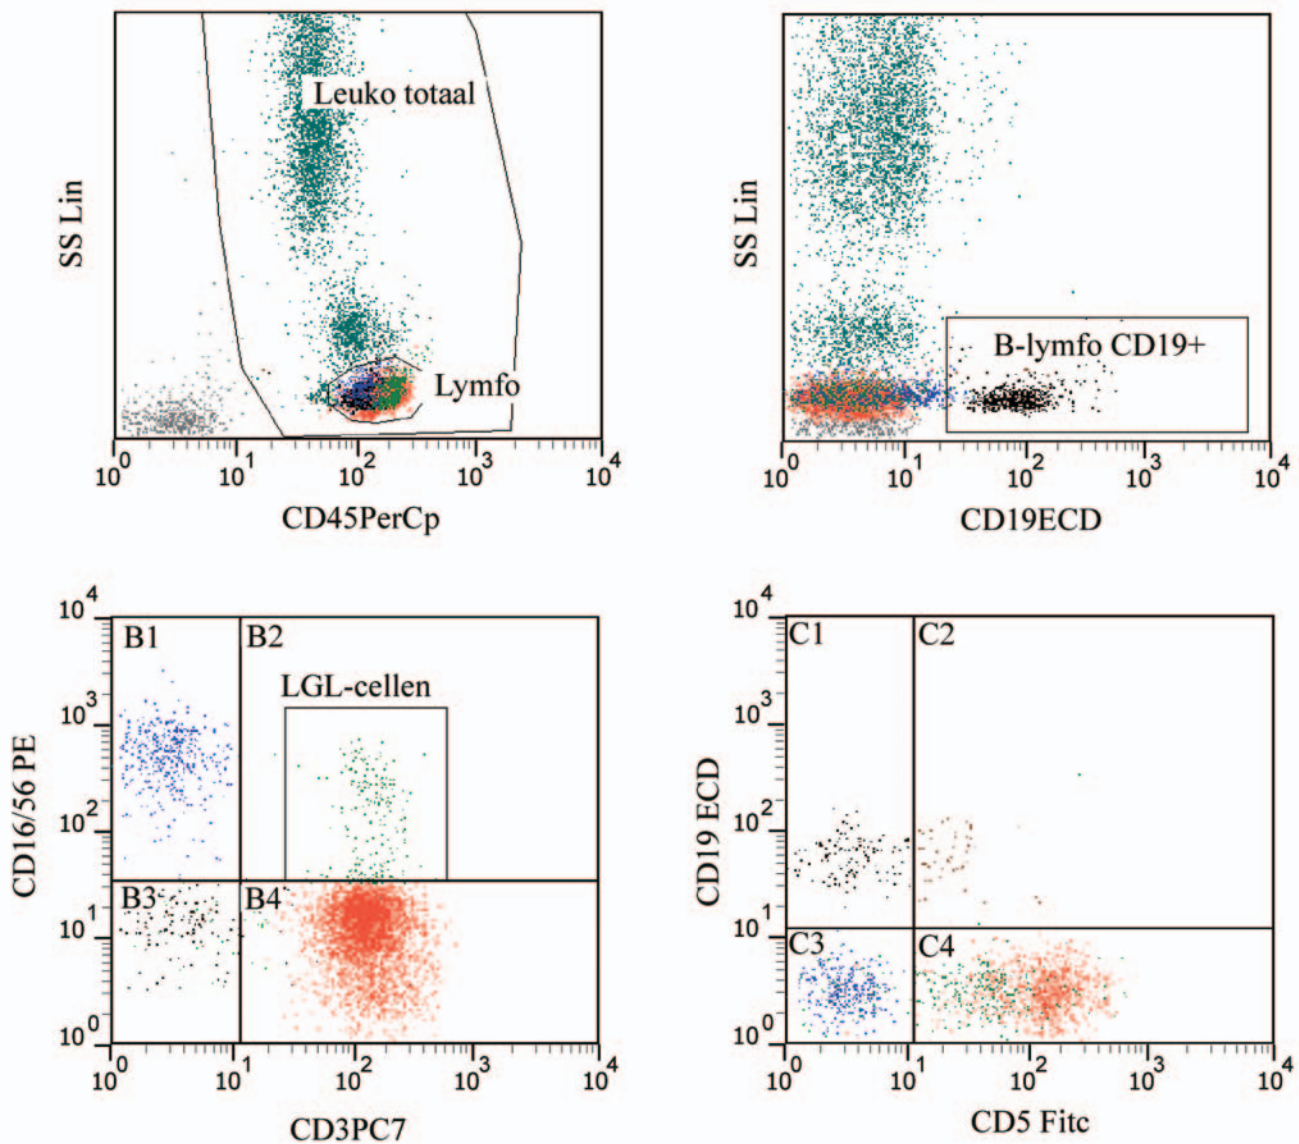 Leuko totaal
SS Lin
Lymfo
10^0 10^1 10^2 10^3 10^4
CD45PerCp
SS Lin
B-lymfo CD19+
10^0 10^1 10^2 10^3 10^4
CD19ECD
10^4
10^3
10^2
10^1
10^0
CD16/56 PE
B1
B2
LGL-cellen
B3
B4
10^0 10^1 10^2 10^3 10^4
CD3PC7
10^4
10^3
10^2
10^1
10^0
CD19 ECD
C1
C2
C3
C4
10^0 10^1 10^2 10^3 10^4
CD5 Fitc